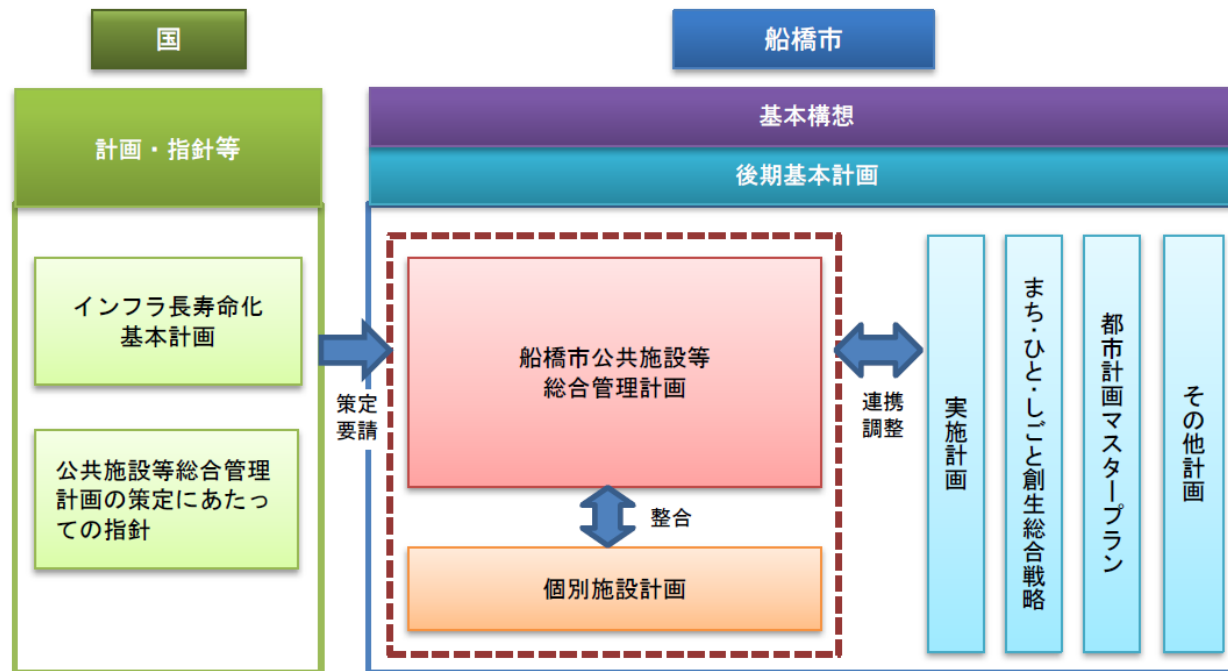 国
船橋市
計画・指針等
基本構想
後期基本計画
インフラ長寿命化
基本計画
公共施設等総合管理
計画の策定にあたっ
ての指針
策定
要請
船橋市公共施設等
総合管理計画
整合
個別施設計画
連携
調整
実施計画
まち・ひと・しごと創生総合戦略
都市計画マスタープラン
その他計画